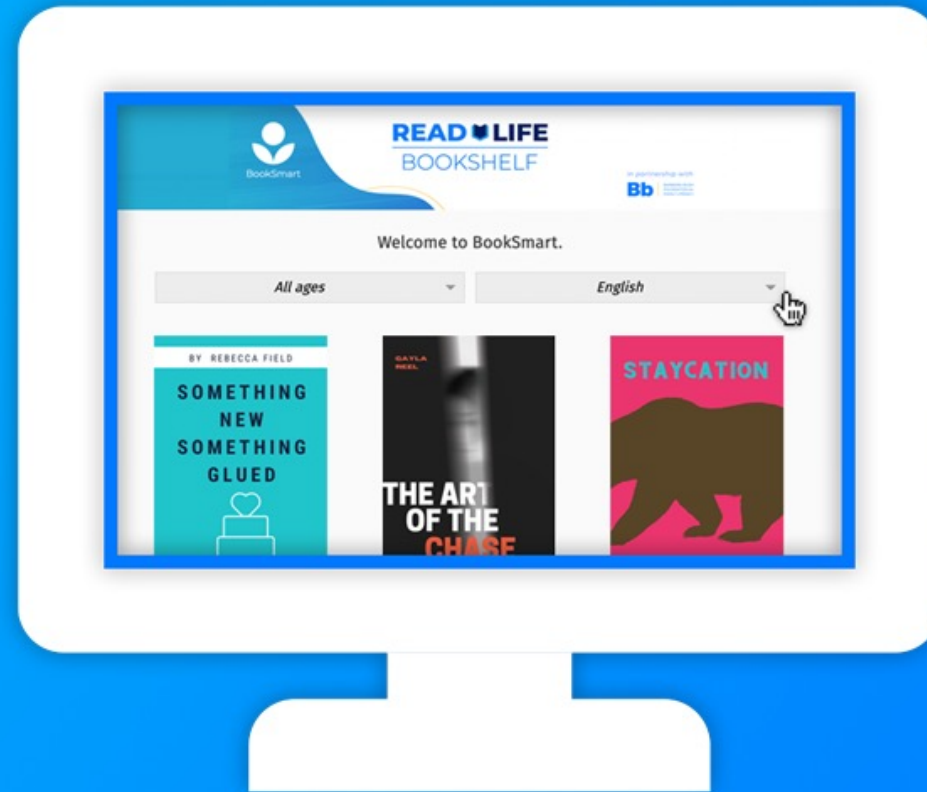 BookSmart
READ LIFE
BOOKSHELF
in partnership with
Bb
Welcome to BookSmart.
All ages
English
BY REBECCA FIELD
SOMETHING
NEW
SOMETHING
GLUED
GAYLA
REEL
THE ART
OF THE
CHASE
STAYCATION